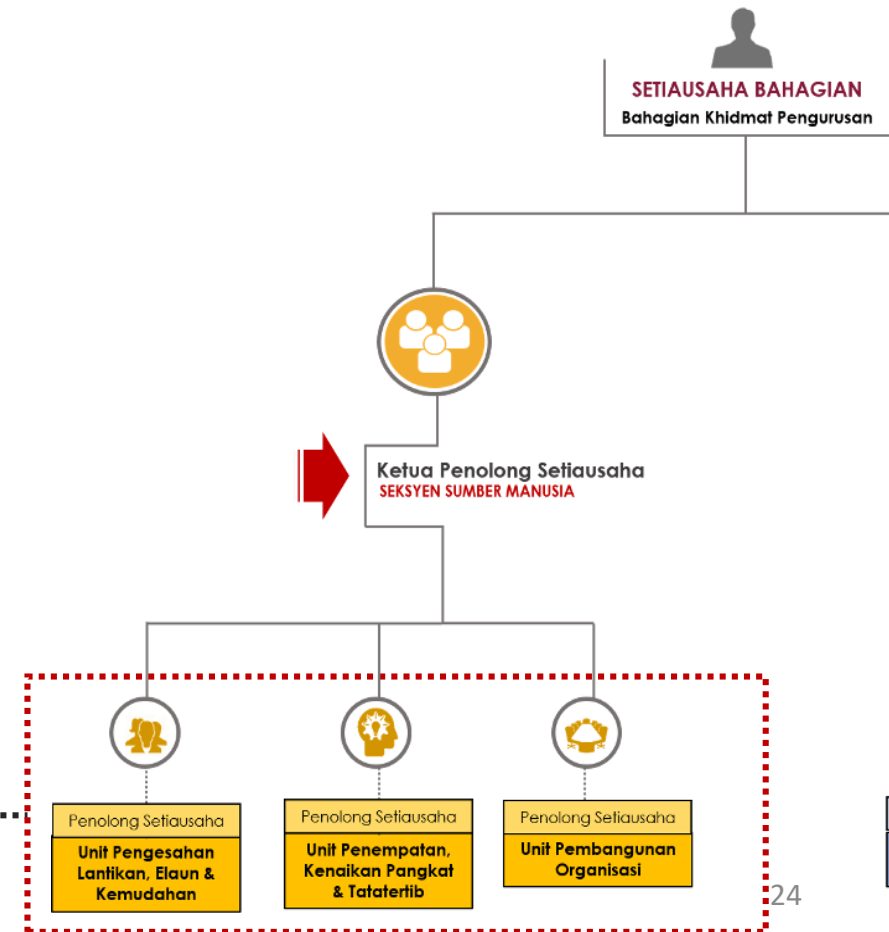 SETIAUSAHA BAHAGIAN
Bahagian Khidmat Pengurusan
Ketua Penolong Setiausaha
SEKSYEN SUMBER MANUSIA
Penolong Setiausaha
Unit Pengesahan
Lantikan, Elaun &
Kemudahan
Penolong Setiausaha
Unit Penempatan,
Kenaikan Pangkat
& Tatatertib
Penolong Setiausaha
Unit Pembangunan
Organisasi
24